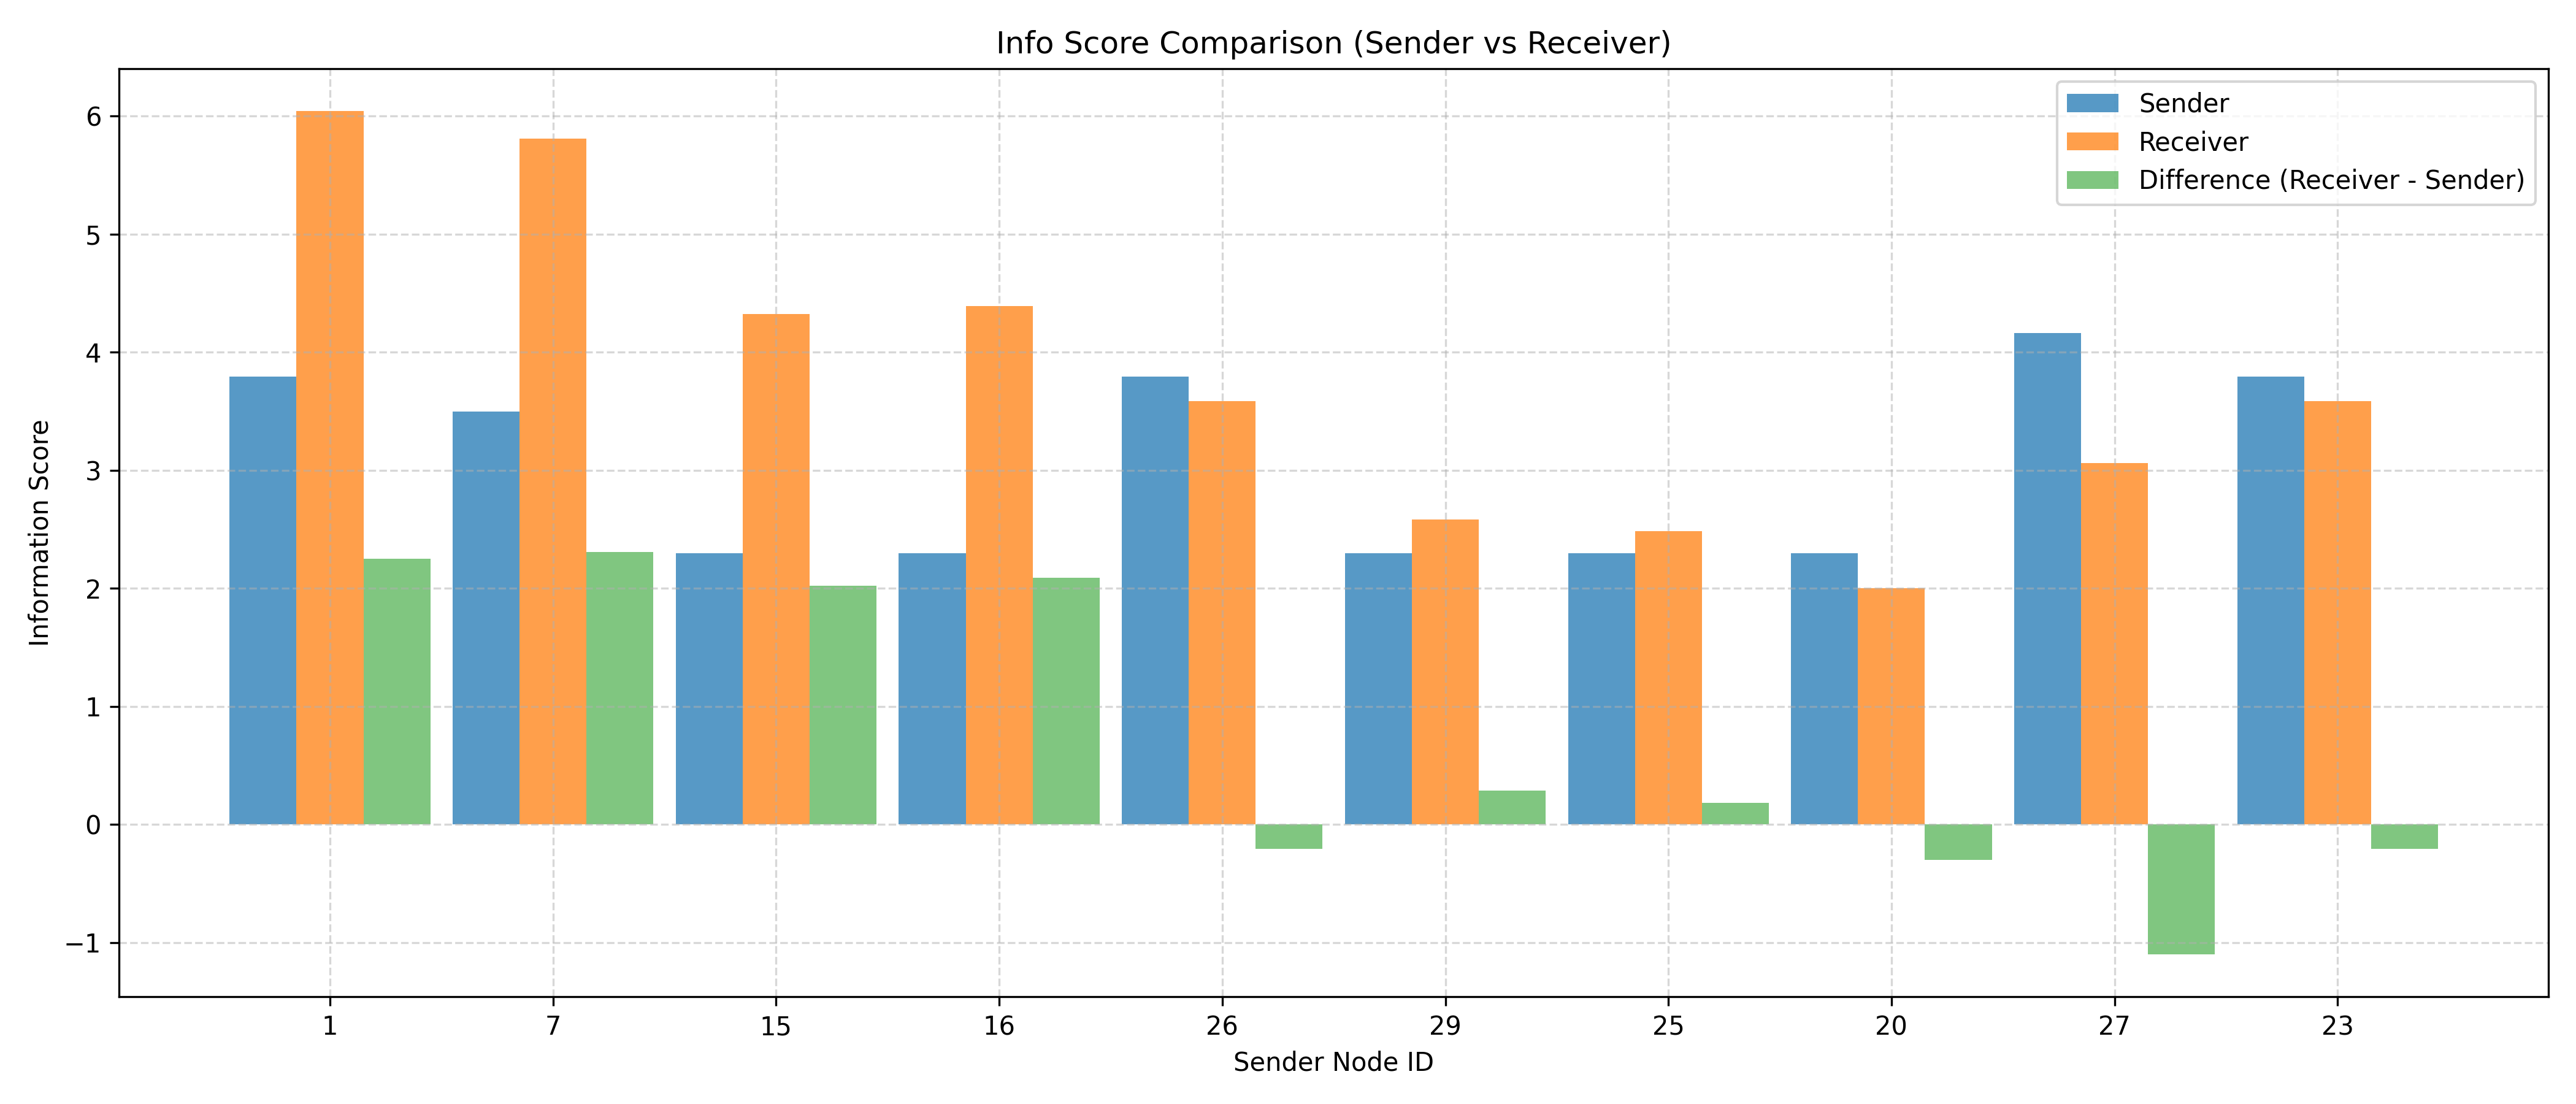 Info Score Comparison (Sender vs Receiver)
Sender
Receiver
Difference (Receiver - Sender)
Information Score
6
5
4
3
2
1
0
−1
1 7 15 16 26 29 25 20 27 23
Sender Node ID